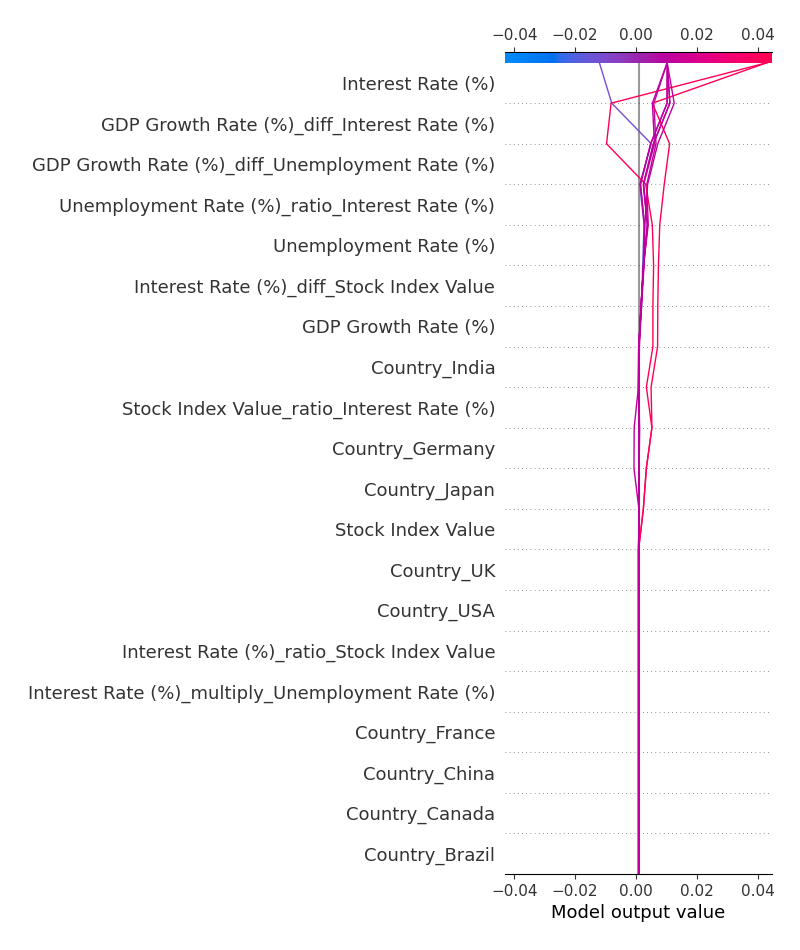 −0.04 −0.02 0.00 0.02 0.04
Interest Rate (%)
GDP Growth Rate (%)_diff_Interest Rate (%)
GDP Growth Rate (%)_diff_Unemployment Rate (%)
Unemployment Rate (%)_ratio_Interest Rate (%)
Unemployment Rate (%)
Interest Rate (%)_diff_Stock Index Value
GDP Growth Rate (%)
Country_India
Stock Index Value_ratio_Interest Rate (%)
Country_Germany
Country_Japan
Stock Index Value
Country_UK
Country_USA
Interest Rate (%)_ratio_Stock Index Value
Interest Rate (%)_multiply_Unemployment Rate (%)
Country_France
Country_China
Country_Canada
Country_Brazil
−0.04 −0.02 0.00 0.02 0.04
Model output value